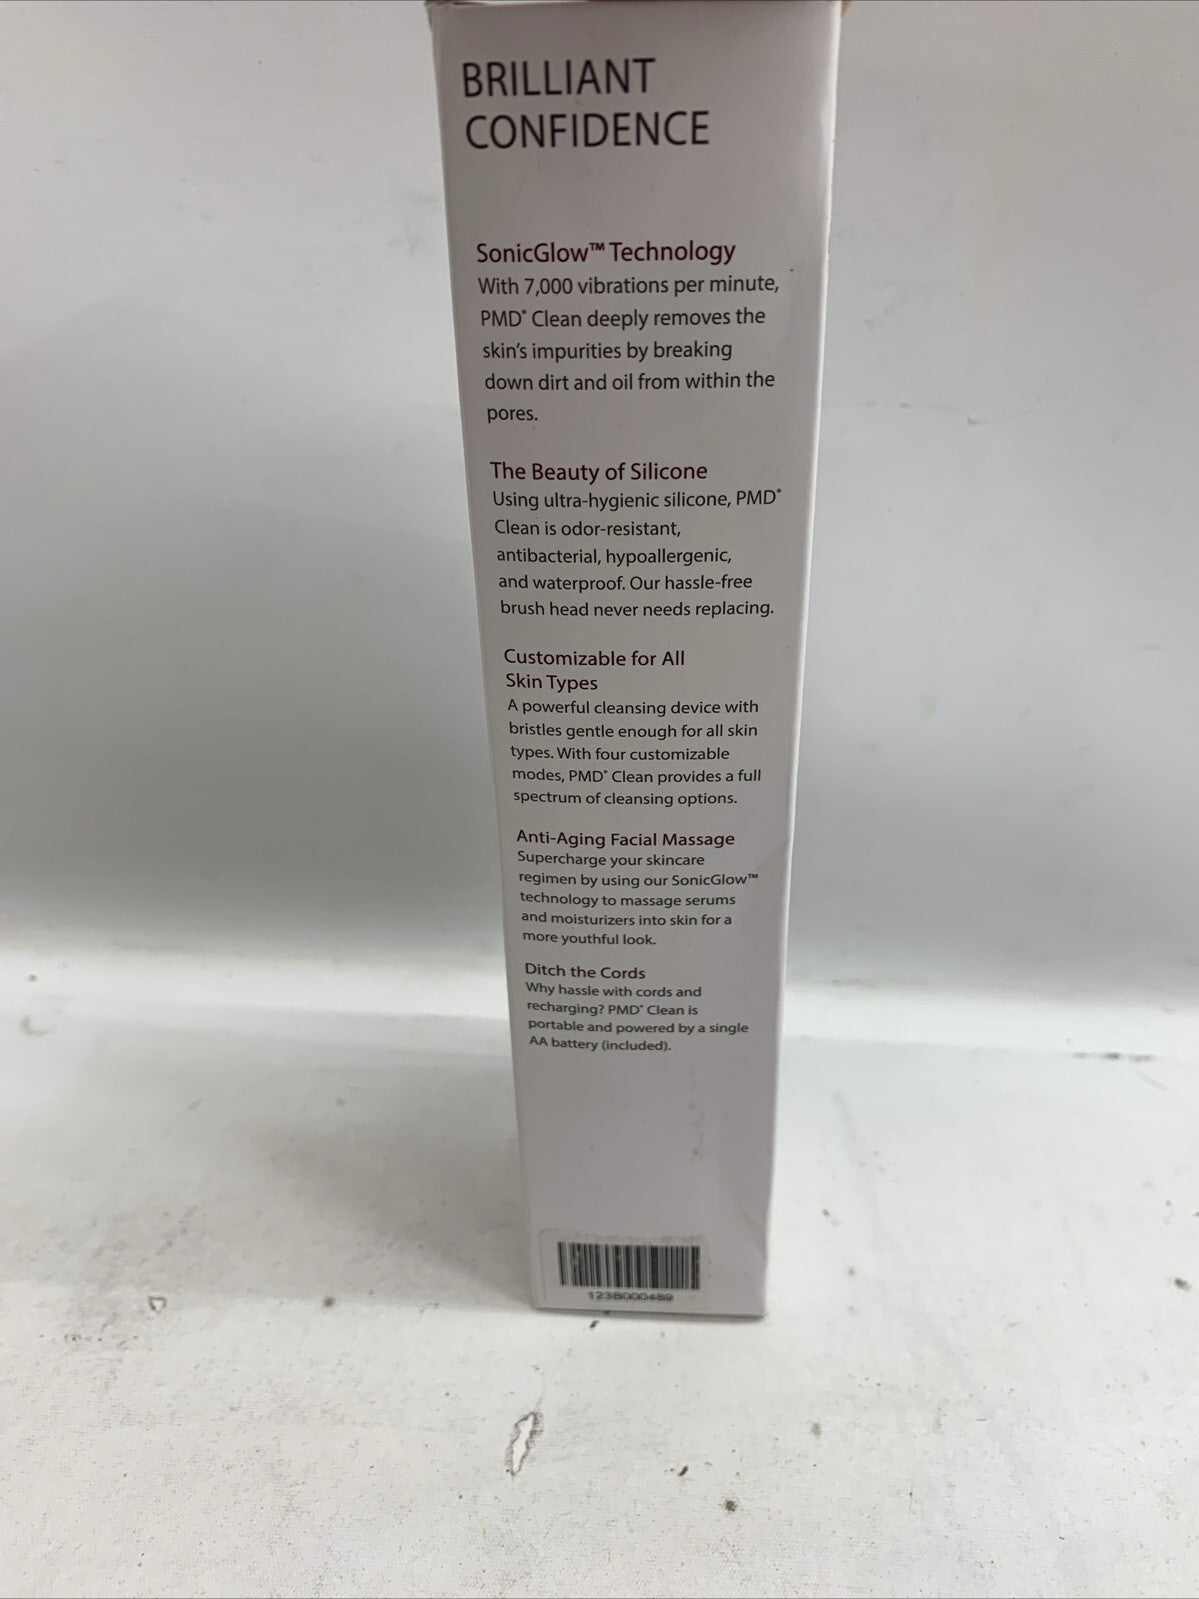 BRILLIANT
CONFIDENCE
SonicGlow™ Technology
With 7,000 vibrations per minute,
PMD® Clean deeply removes the
skin's impurities by breaking
down dirt and oil from within the
pores.
The Beauty of Silicone
Using ultra-hygienic silicone, PMD®
Clean is odor-resistant,
antibacterial, hypoallergenic,
and waterproof. Our hassle-free
brush head never needs replacing.
Customizable for All
Skin Types
A powerful cleansing device with
bristles gentle enough for all skin
types. With four customizable
modes, PMD® Clean provides a full
spectrum of cleansing options.
Anti-Aging Facial Massage
Supercharge your skincare
regimen by using our SonicGlow™
technology to massage serums
and moisturizers into skin for a
more youthful look.
Ditch the Cords
Why hassle with cords and
recharging? PMD® Clean is
portable and powered by a single
AA battery (included).